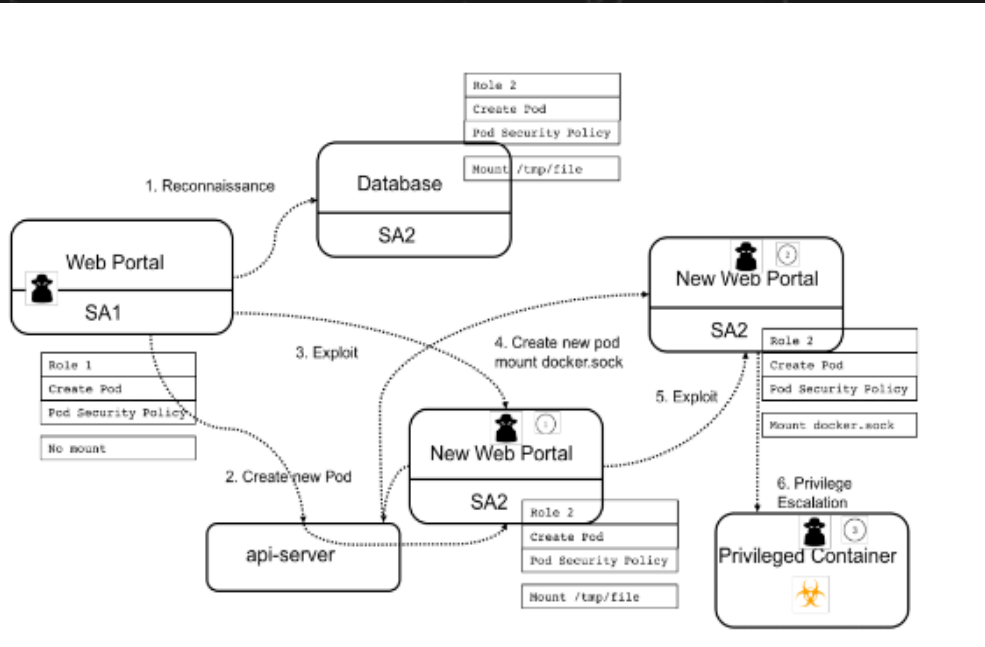 Role 2
Create Pod
Pod Security Policy
Mount /tmp/file
Database
SA2
1. Reconnaissance
Web Portal
SA1
Role 1
Create Pod
Pod Security Policy
No mount
2. Create new Pod
3. Exploit
4. Create new pod
mount docker.sock
api-server
1
New Web Portal
SA2
Role 2
Create Pod
Pod Security Policy
Mount /tmp/file
5. Exploit
2
New Web Portal
SA2
Role 2
Create Pod
Pod Security Policy
Mount docker.sock
6. Privilege
Escalation
3
Privileged Container